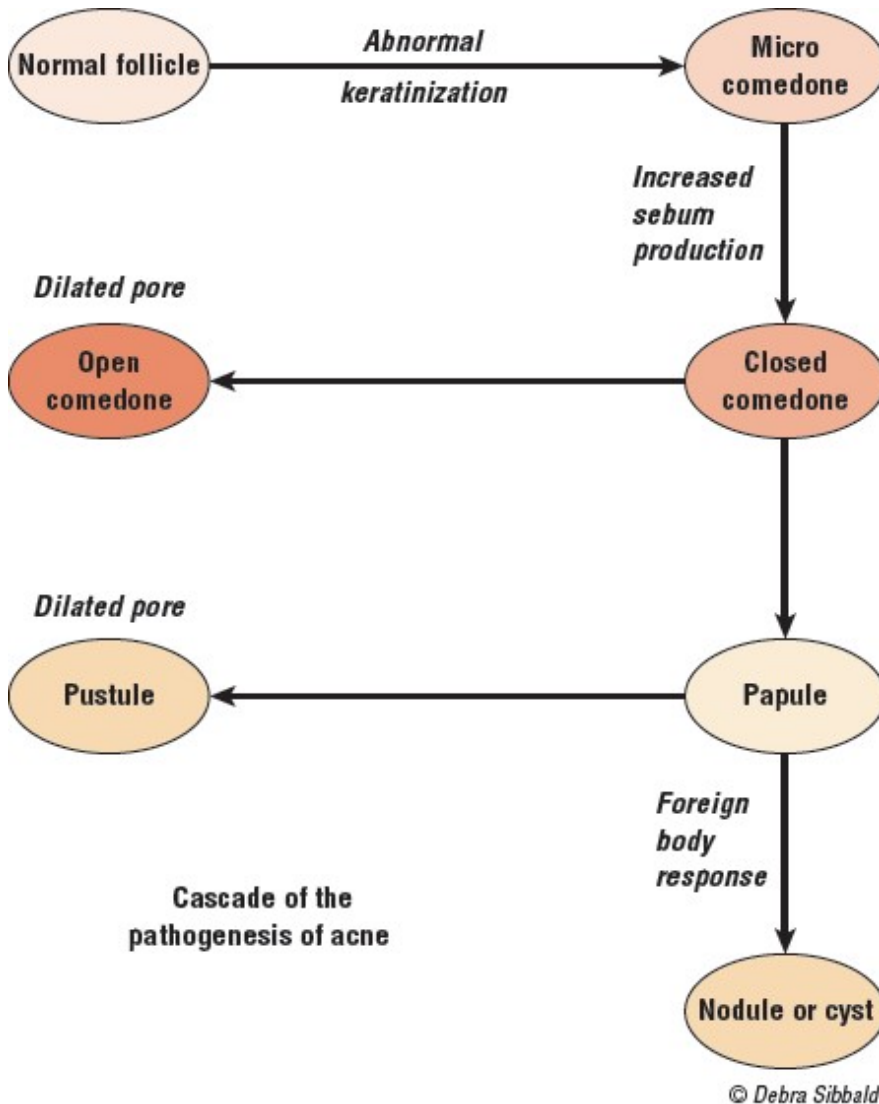 Normal follicle
Abnormal
keratinization
Micro
comedone
Increased
sebum
production
Dilated pore
Open
comedone
Closed
comedone
Dilated pore
Pustule
Papule
Foreign
body
response
Cascade of the
pathogenesis of acne
Nodule or cyst
© Debra Sibbald